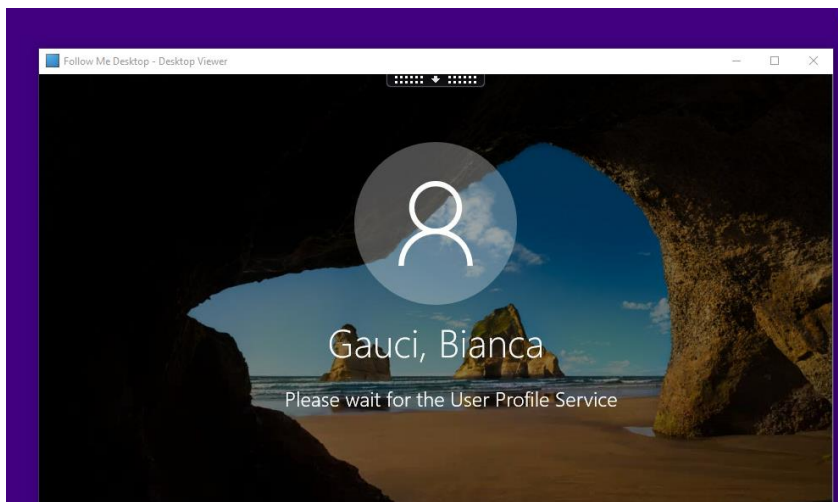 Follow Me Desktop - Desktop Viewer
Gauci, Bianca
Please wait for the User Profile Service